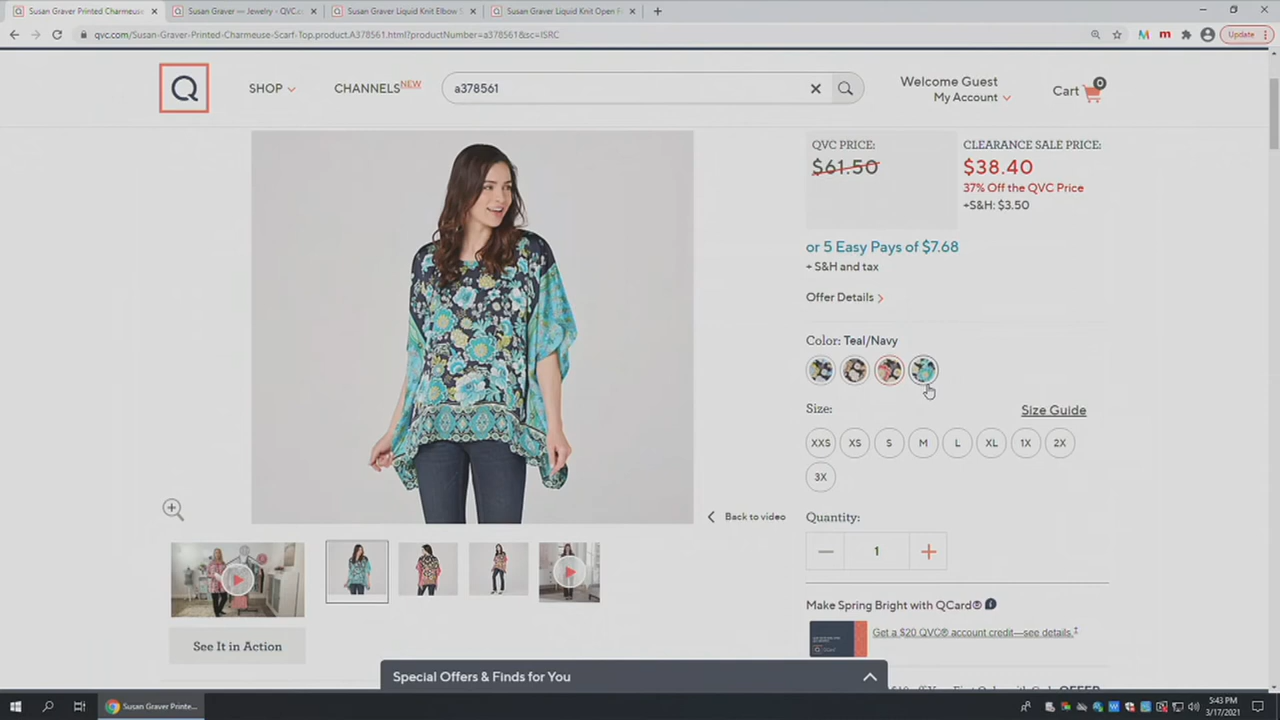 Susan Graver Printed Charmeuse
Susan Graver — Jewelry - QVC.c
Susan Graver Liquid Knit Elbow S
Susan Graver Liquid Knit Open F
qvc.com/Susan-Graver-Printed-Charmeuse-Scarf-Top.product.A378561.html?productNumber=a378561&sc=ISRC
Update
Q
SHOP
CHANNELS NEW
a378561
Welcome Guest
My Account
Cart
0
QVC PRICE:
$61.50
CLEARANCE SALE PRICE:
$38.40
37% Off the QVC Price
+S&H: $3.50
or 5 Easy Pays of $7.68
+ S&H and tax
Offer Details
Color: Teal/Navy
Size:
Size Guide
XXS XS S M L XL 1X 2X
3X
Back to video
Quantity:
1
See It in Action
Make Spring Bright with QCard®
Get a $20 QVC® account credit—see details.‡
Special Offers & Finds for You
Susan Graver Printe...
5:43 PM
3/17/2021